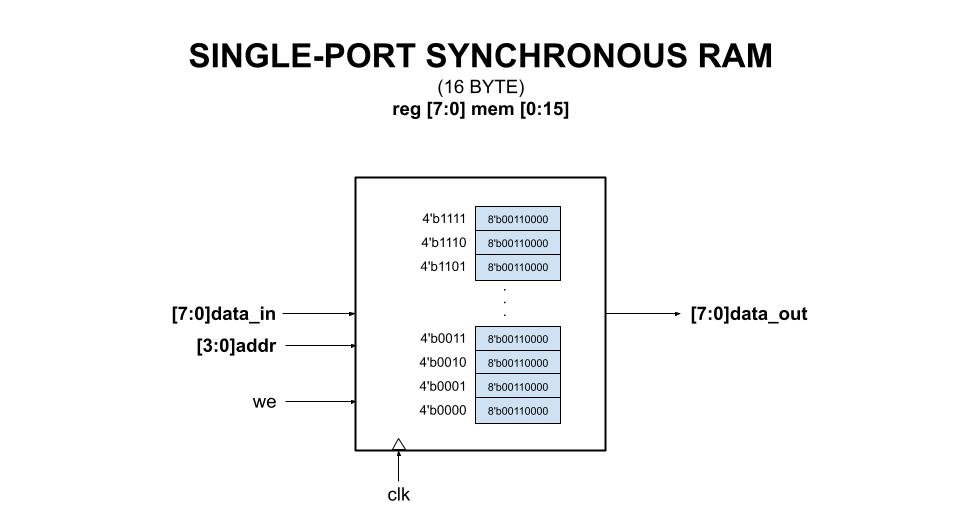 SINGLE-PORT SYNCHRONOUS RAM
(16 BYTE)
reg [7:0] mem [0:15]
4'b1111 8'b00110000
4'b1110 8'b00110000
4'b1101 8'b00110000
.
.
.
[7:0]data_in
[7:0]data_out
4'b0011 8'b00110000
[3:0]addr
4'b0010 8'b00110000
4'b0001 8'b00110000
we
4'b0000 8'b00110000
clk